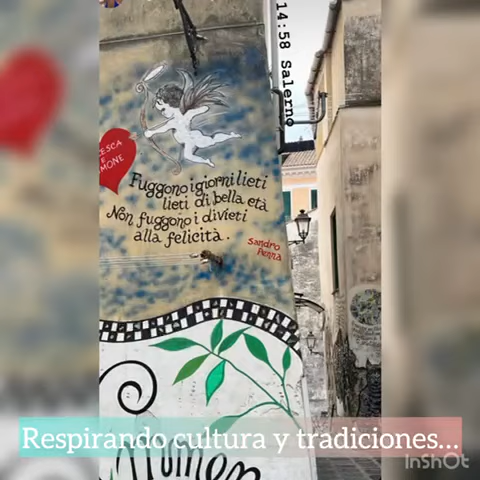 14:58 Salerno
ESCA
E
MONE
Fuggono i giorni lieti
lieti di bella età
Non fuggono i divieti
alla felicità.
Sandro
Penna
Respirando cultura y tradiciones...
InShOt